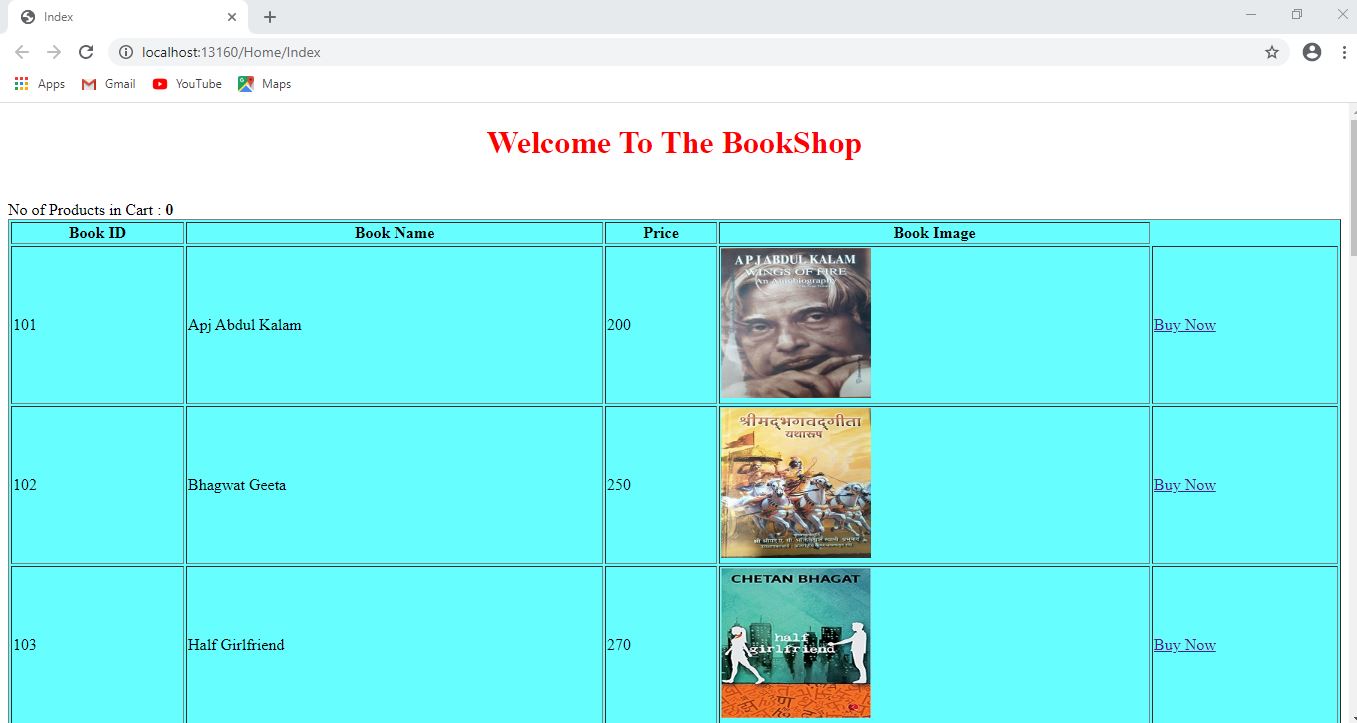 Index
localhost:13160/Home/Index
Apps Gmail YouTube Maps
Welcome To The BookShop
No of Products in Cart : 0
Book ID Book Name Price Book Image
A P J ABDUL KALAM
WINGS OF FIRE
An Autobiography
101 Apj Abdul Kalam 200 Buy Now
श्रीमद्भगवद्गीता
यथारूप
102 Bhagwat Geeta 250 Buy Now
CHETAN BHAGAT
half
girlfriend
103 Half Girlfriend 270 Buy Now